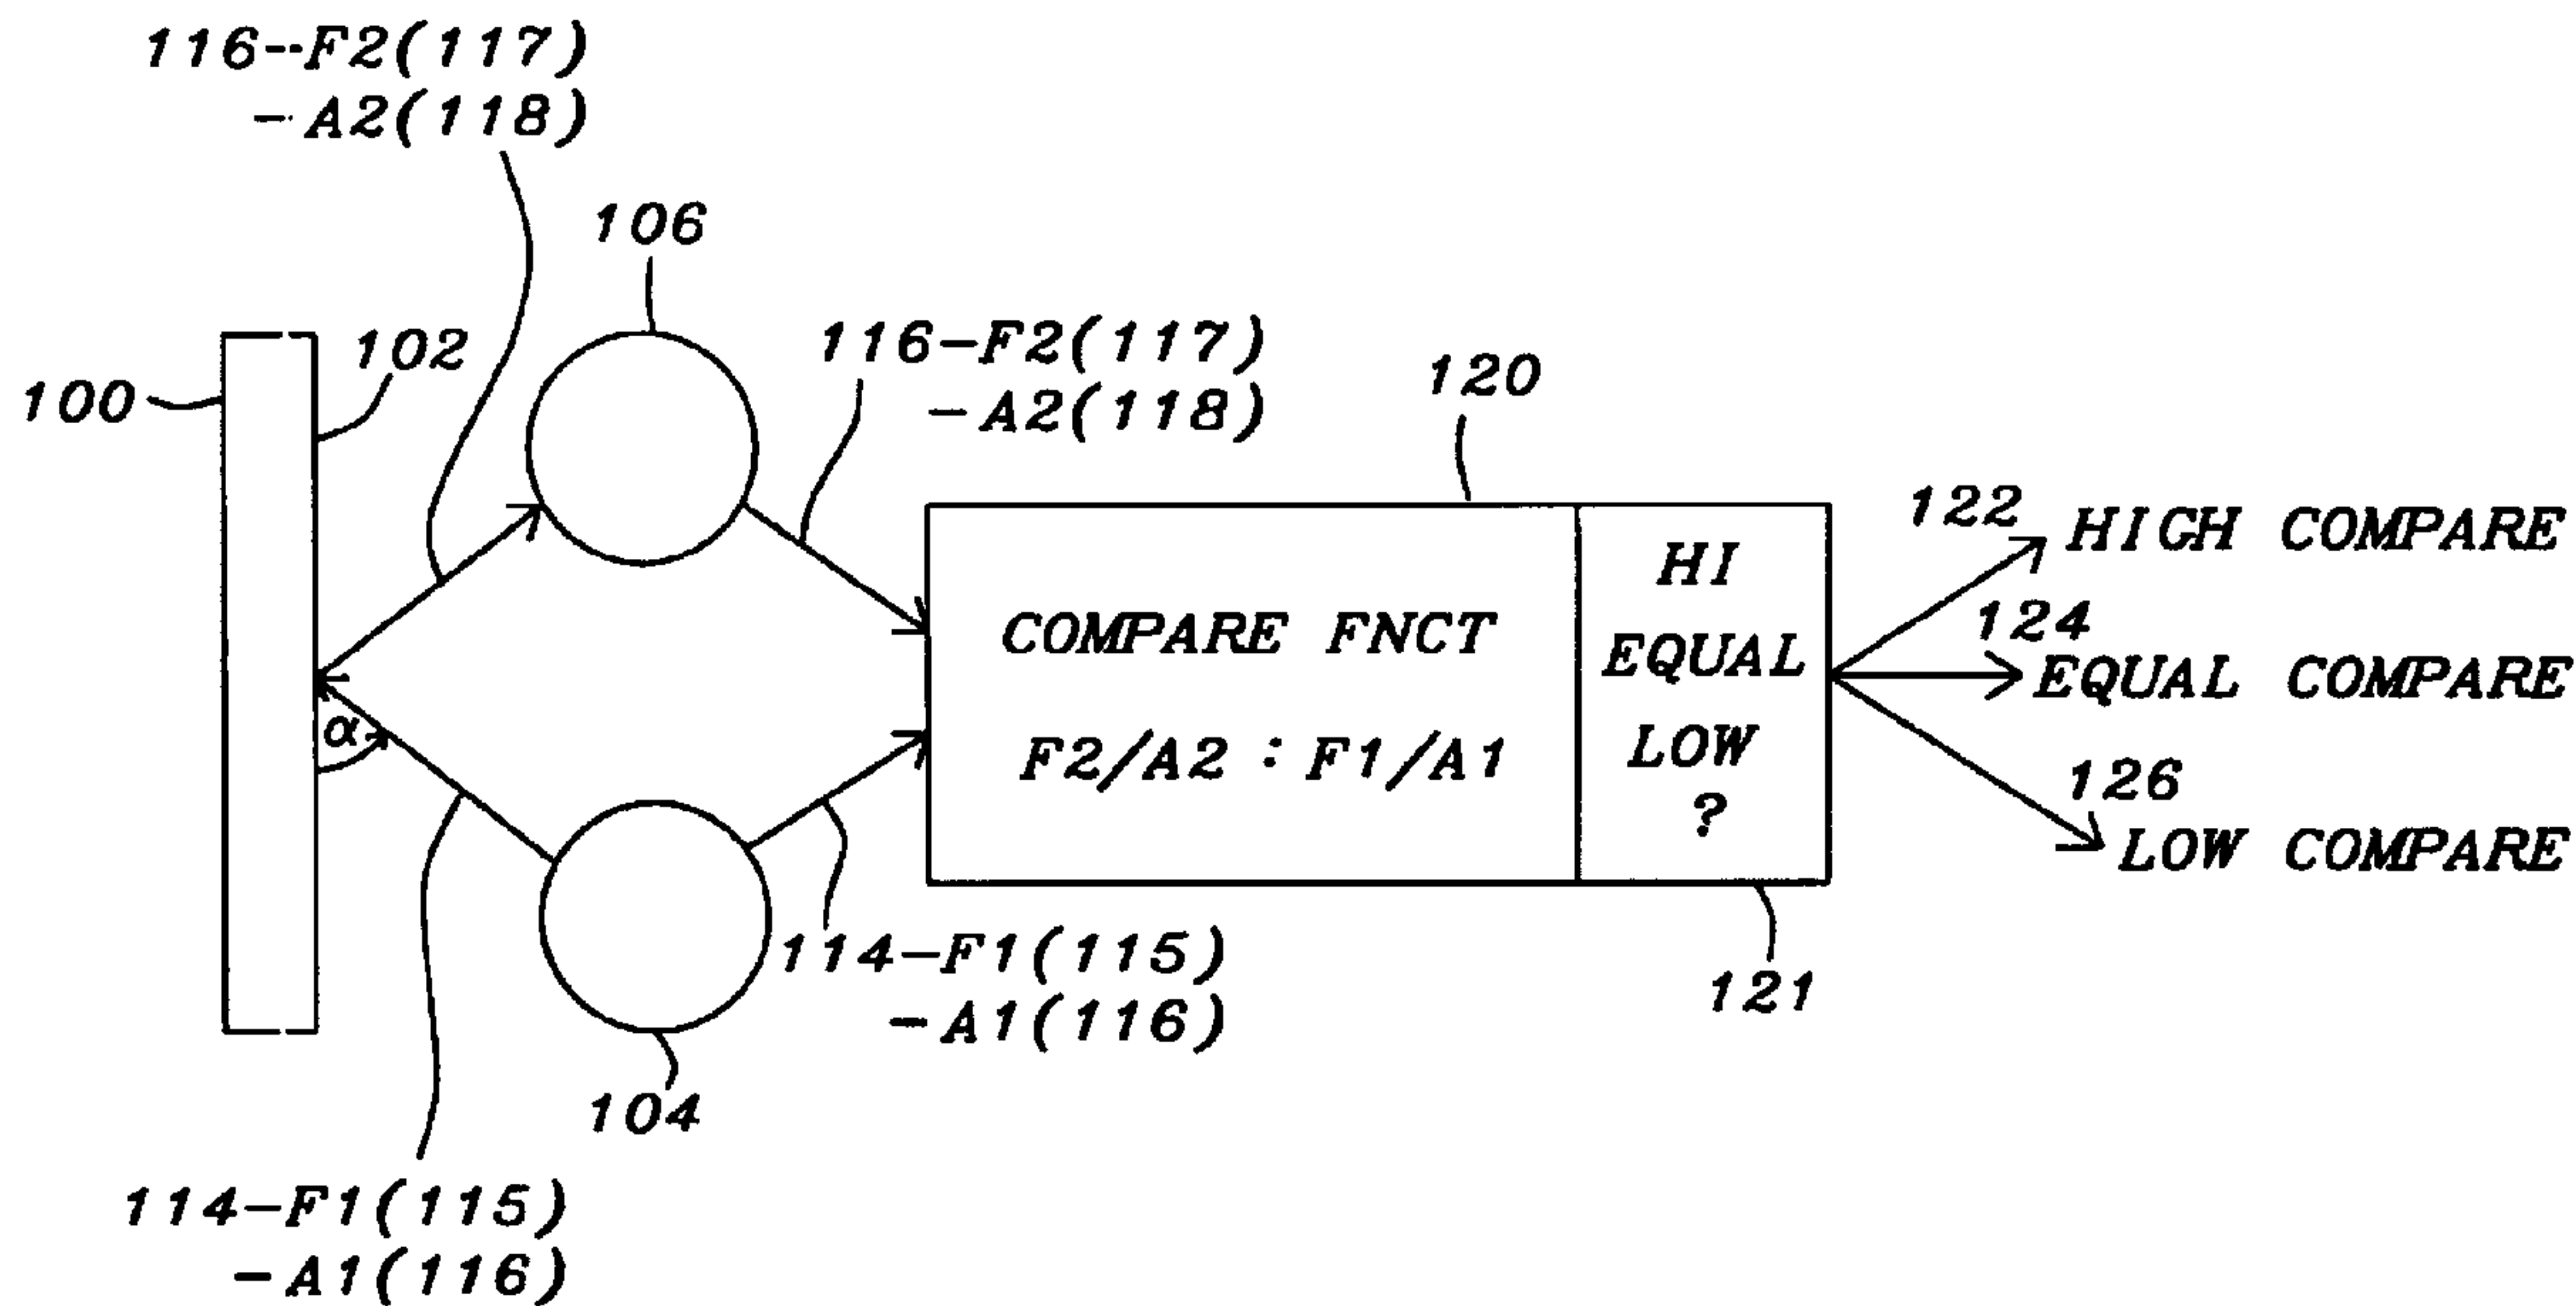 116--F2(117)
-A2(118)
106
102
100
116-F2(117)
-A2(118)
120
122
HIGH COMPARE
124
EQUAL COMPARE
126
LOW COMPARE
COMPARE FNCT
F2/A2 : F1/A1
HI
EQUAL
LOW
?
α
114-F1(115)
-A1(116)
121
104
114-F1(115)
-A1(116)